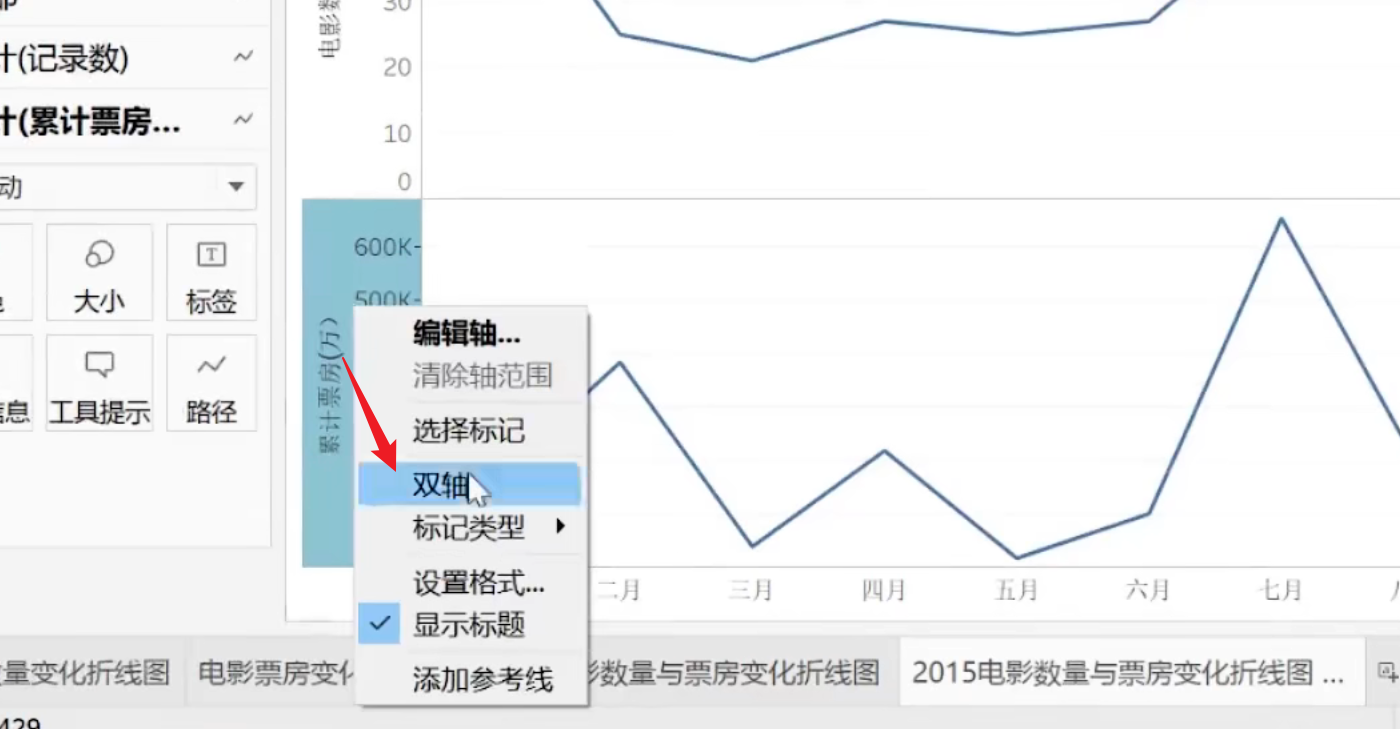 计(记录数)
计(累计票房...
动
大小
标签
息
工具提示
路径
电影数
30
20
10
0
600K
500K
累计票房(万)
编辑轴...
清除轴范围
选择标记
双轴
标记类型
设置格式...
显示标题
添加参考线
二月
三月
四月
五月
六月
七月
量变化折线图
电影票房变化
影数量与票房变化折线图
2015电影数量与票房变化折线图 ...
429